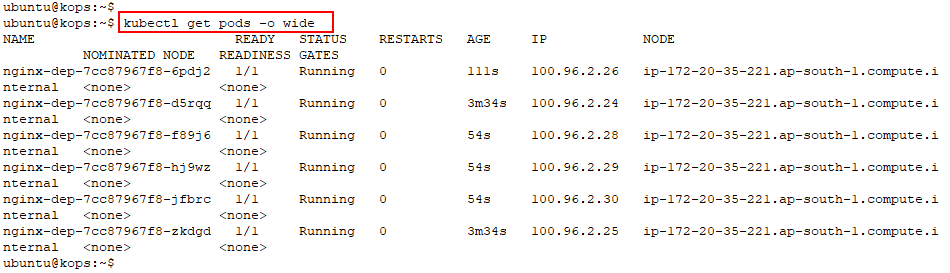 ubuntu@kops:~$
ubuntu@kops:~$ kubectl get pods -o wide
NAME                          READY   STATUS    RESTARTS   AGE     IP            NODE
          NOMINATED NODE   READINESS GATES
nginx-dep-7cc87967f8-6pdj2   1/1     Running   0          111s    100.96.2.26   ip-172-20-35-221.ap-south-1.compute.i
nternal   <none>           <none>
nginx-dep-7cc87967f8-d5rqq   1/1     Running   0          3m34s   100.96.2.24   ip-172-20-35-221.ap-south-1.compute.i
nternal   <none>           <none>
nginx-dep-7cc87967f8-f89j6   1/1     Running   0          54s     100.96.2.28   ip-172-20-35-221.ap-south-1.compute.i
nternal   <none>           <none>
nginx-dep-7cc87967f8-hj9wz   1/1     Running   0          54s     100.96.2.29   ip-172-20-35-221.ap-south-1.compute.i
nternal   <none>           <none>
nginx-dep-7cc87967f8-jfbrc   1/1     Running   0          54s     100.96.2.30   ip-172-20-35-221.ap-south-1.compute.i
nternal   <none>           <none>
nginx-dep-7cc87967f8-zkdgd   1/1     Running   0          3m34s   100.96.2.25   ip-172-20-35-221.ap-south-1.compute.i
nternal   <none>           <none>
ubuntu@kops:~$